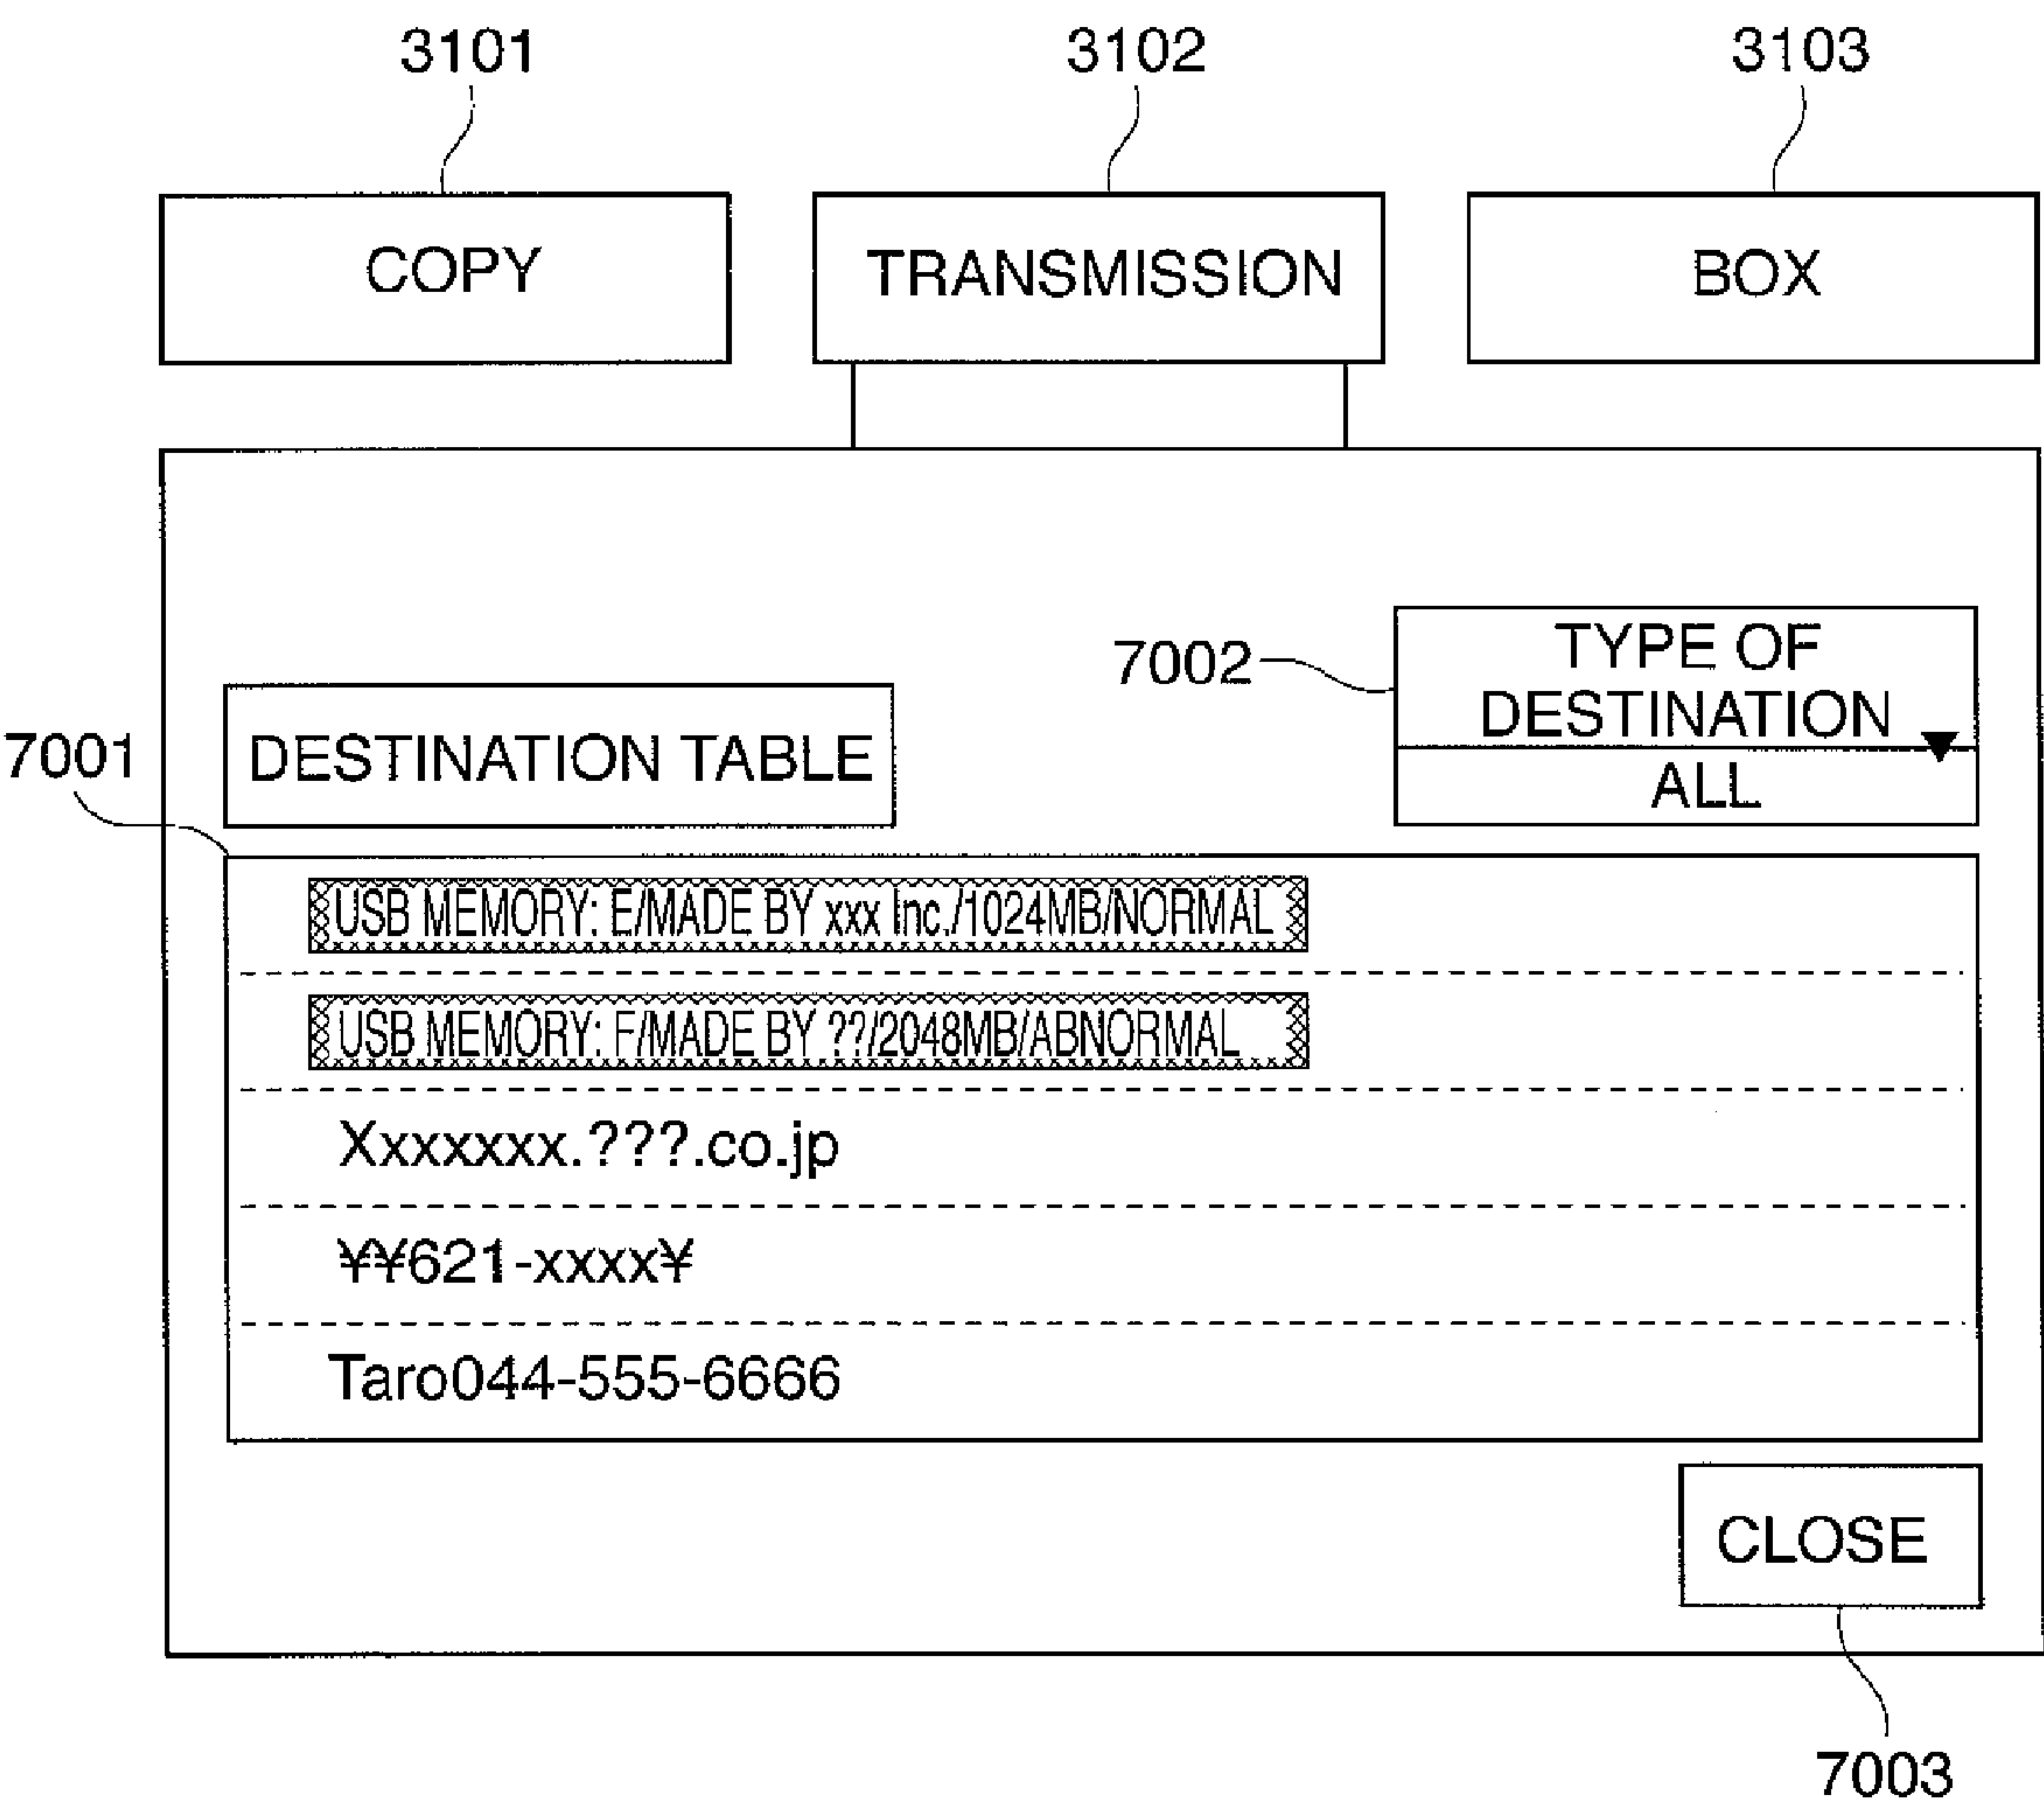 3101
3102
3103
COPY
TRANSMISSION
BOX
7002
TYPE OF
DESTINATION
ALL
7001
DESTINATION TABLE
USB MEMORY: E/MADE BY xxx Inc./1024MB/NORMAL
USB MEMORY: F/MADE BY ??/2048MB/ABNORMAL
Xxxxxxxx.???.co.jp
¥¥621-xxxx¥
Taro044-555-6666
CLOSE
7003